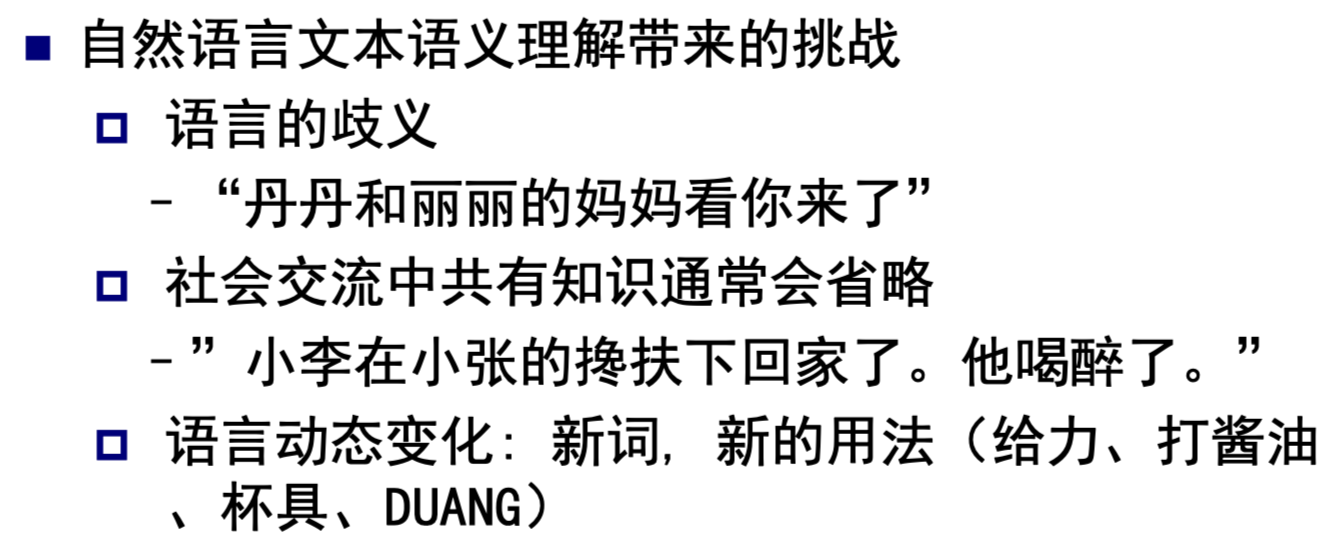 ■ 自然语言文本语义理解带来的挑战
□ 语言的歧义
- “丹丹和丽丽的妈妈看你来了”
□ 社会交流中共有知识通常会省略
- ”小李在小张的搀扶下回家了。他喝醉了。”
□ 语言动态变化: 新词, 新的用法（给力、打酱油
、杯具、DUANG）